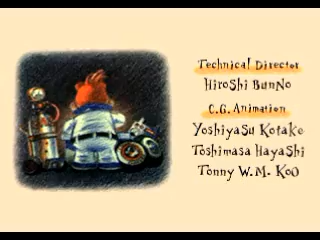 Technical Director
HiroShi BunNo
C.G. Animation
YoshiyaSu Kotake
ToShimasa HayaShi
Tonny W.M. KoO